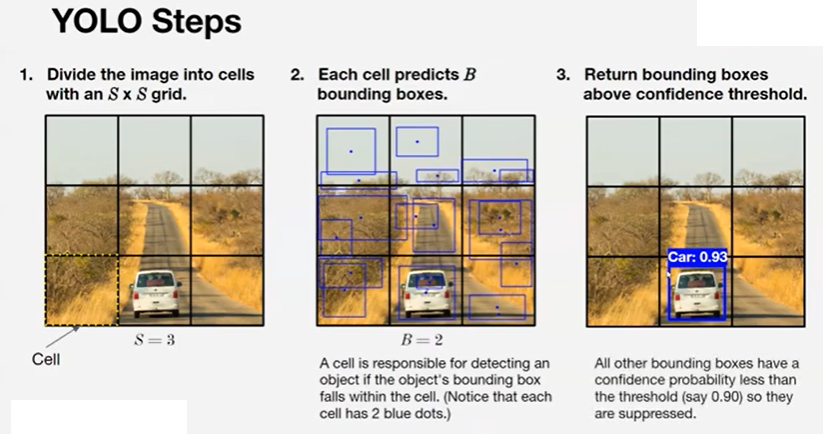 YOLO Steps
1. Divide the image into cells
with an S x S grid.
2. Each cell predicts B
bounding boxes.
3. Return bounding boxes
above confidence threshold.
Car: 0.93
S = 3
B = 2
Cell
A cell is responsible for detecting an
object if the object's bounding box
falls within the cell. (Notice that each
cell has 2 blue dots.)
All other bounding boxes have a
confidence probability less than
the threshold (say 0.90) so they
are suppressed.